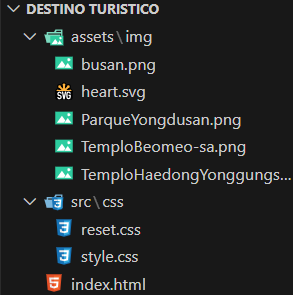 DESTINO TURISTICO
assets\img
busan.png
SVG heart.svg
ParqueYongdusan.png
TemploBeomeo-sa.png
TemploHaedongYonggungs...
src\css
reset.css
style.css
index.html